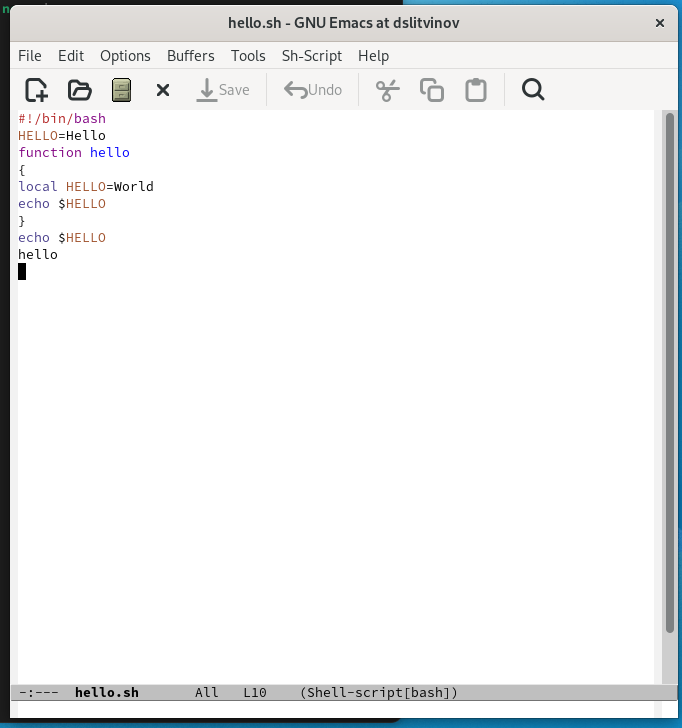 hello.sh - GNU Emacs at dslitvinov
File Edit Options Buffers Tools Sh-Script Help
Save Undo
#!/bin/bash
HELLO=Hello
function hello
{
local HELLO=World
echo $HELLO
}
echo $HELLO
hello
-:--- hello.sh All L10 (Shell-script[bash])